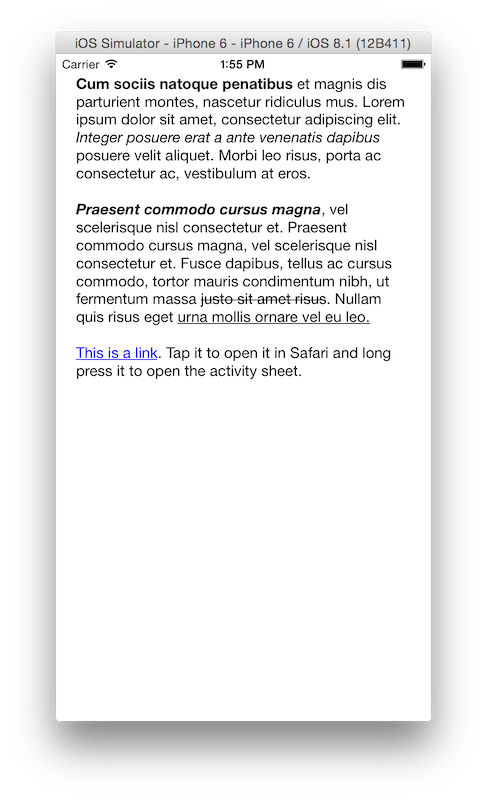 iOS Simulator - iPhone 6 - iPhone 6 / iOS 8.1 (12B411)
Carrier 1:55 PM
Cum sociis natoque penatibus et magnis dis
parturient montes, nascetur ridiculus mus. Lorem
ipsum dolor sit amet, consectetur adipiscing elit.
Integer posuere erat a ante venenatis dapibus
posuere velit aliquet. Morbi leo risus, porta ac
consectetur ac, vestibulum at eros.
Praesent commodo cursus magna, vel
scelerisque nisl consectetur et. Praesent
commodo cursus magna, vel scelerisque nisl
consectetur et. Fusce dapibus, tellus ac cursus
commodo, tortor mauris condimentum nibh, ut
fermentum massa justo sit amet risus. Nullam
quis risus eget urna mollis ornare vel eu leo.
This is a link. Tap it to open it in Safari and long
press it to open the activity sheet.